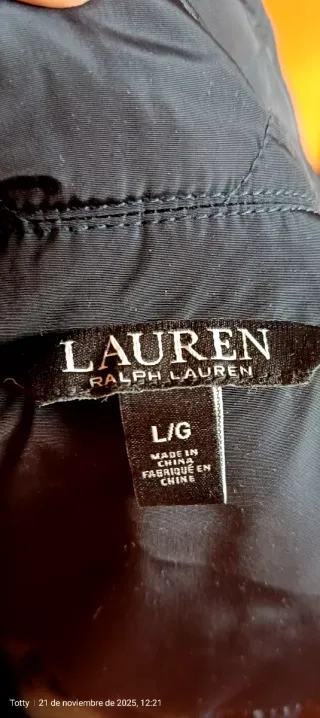 LAUREN
RALPH LAUREN
L/G
MADE IN
CHINA
FABRIQUÉ EN
CHINE
Totty | 21 de noviembre de 2025, 12:21